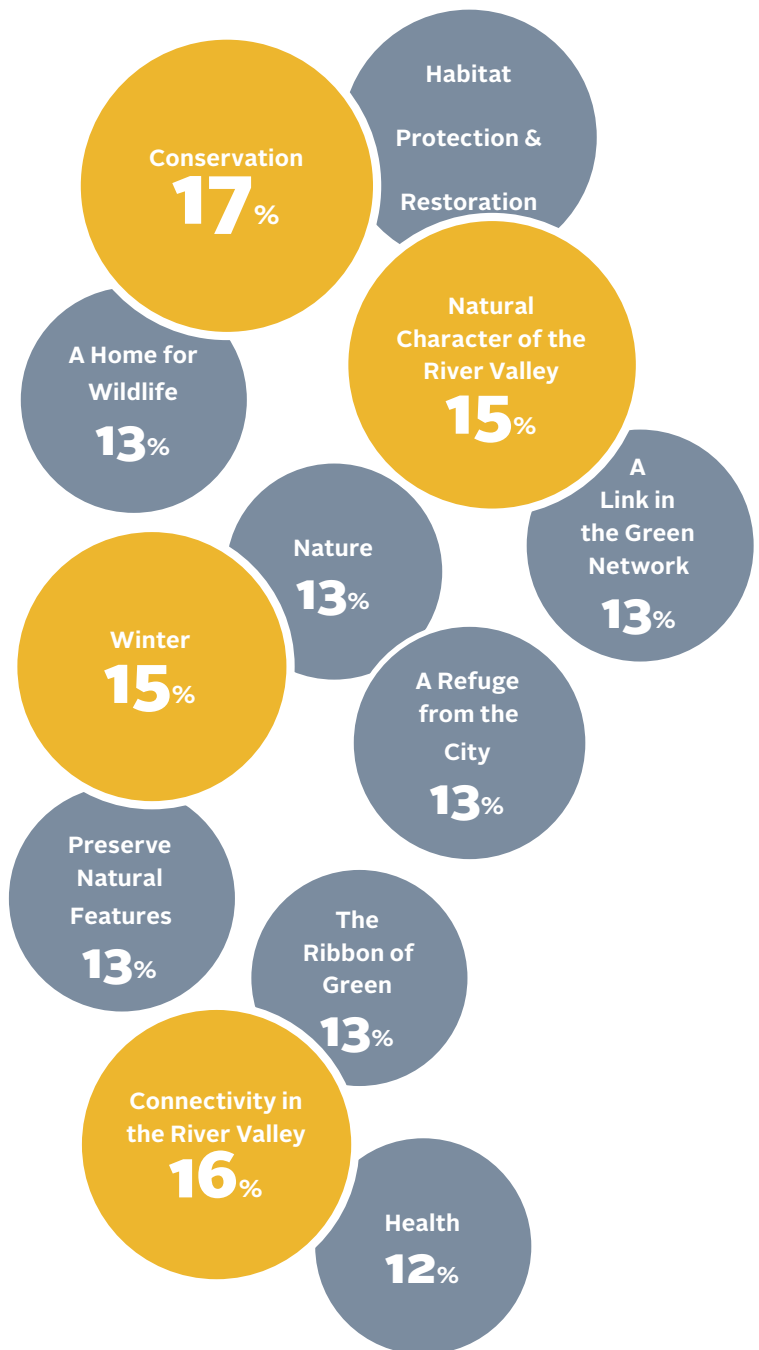 Habitat
Protection &
Restoration
Conservation
17%
Natural
Character of the
River Valley
15%
A Home for
Wildlife
13%
A
Link in
the Green
Network
13%
Nature
13%
Winter
15%
A Refuge
from the
City
13%
Preserve
Natural
Features
13%
The
Ribbon of
Green
13%
Connectivity in
the River Valley
16%
Health
12%